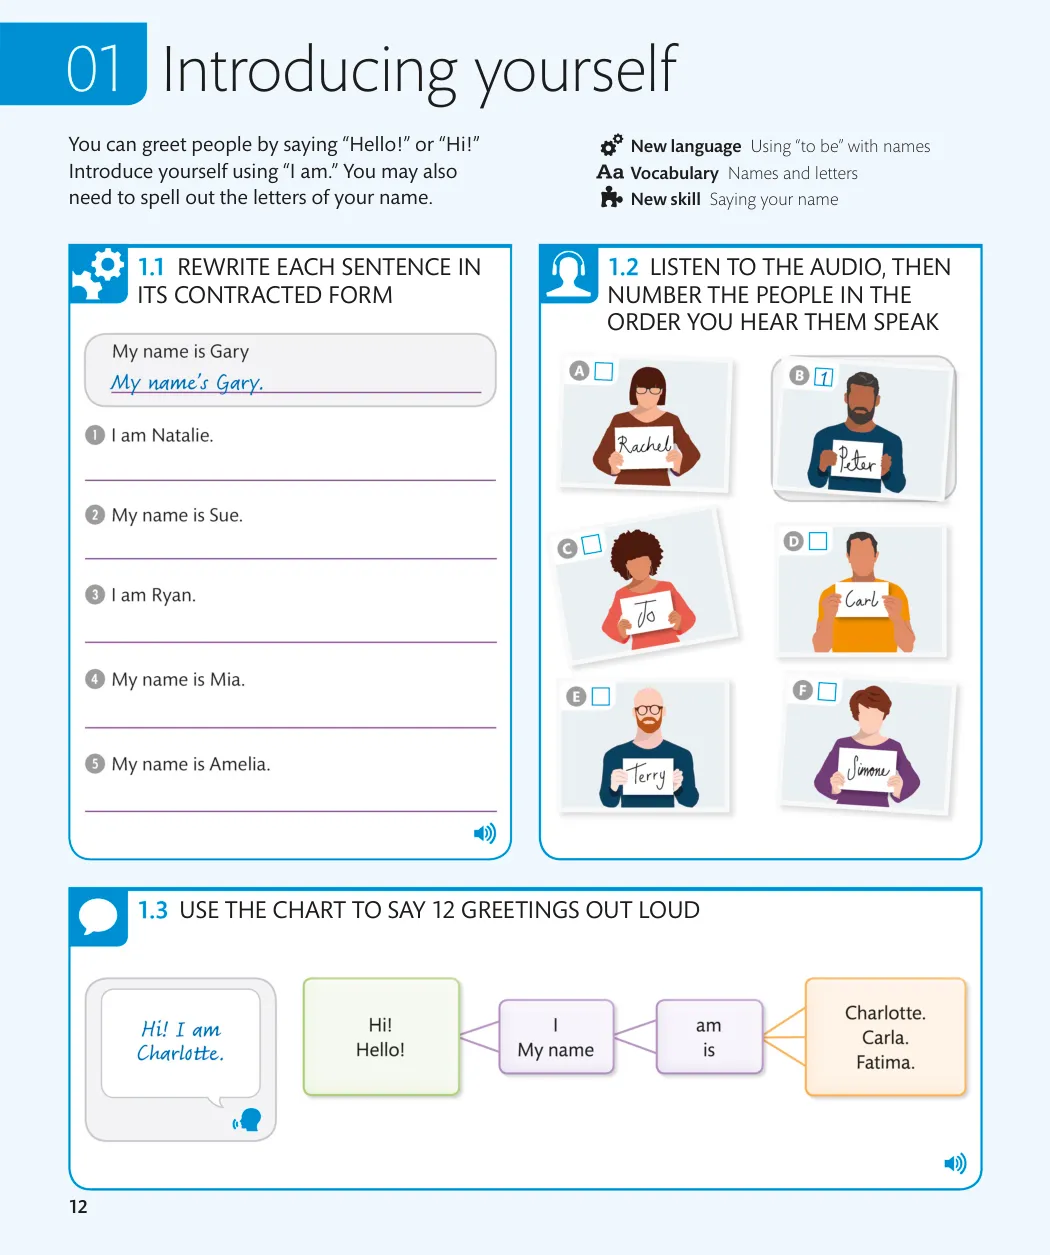 01 Introducing yourself
You can greet people by saying “Hello!” or “Hi!”
Introduce yourself using “I am.” You may also
need to spell out the letters of your name.
New language Using “to be” with names
Aa Vocabulary Names and letters
New skill Saying your name
1.1 REWRITE EACH SENTENCE IN
ITS CONTRACTED FORM
My name is Gary
My name’s Gary.
1 I am Natalie.
2 My name is Sue.
3 I am Ryan.
4 My name is Mia.
5 My name is Amelia.
1.2 LISTEN TO THE AUDIO, THEN
NUMBER THE PEOPLE IN THE
ORDER YOU HEAR THEM SPEAK
A
Rachel
B 1
Peter
C
Jo
D
Carl
E
Terry
F
Simone
1.3 USE THE CHART TO SAY 12 GREETINGS OUT LOUD
Hi! I am
Charlotte.
Hi!
Hello!
I
My name
am
is
Charlotte.
Carla.
Fatima.
12